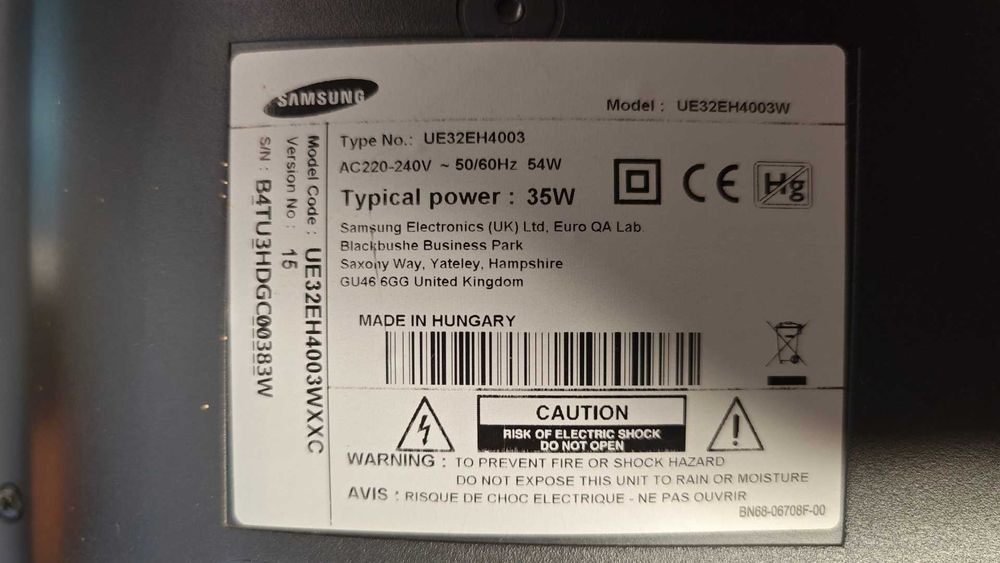 SAMSUNG
Model : UE32EH4003W
Type No.: UE32EH4003
AC220-240V ~ 50/60Hz 54W
Typical power : 35W
Hg
Samsung Electronics (UK) Ltd, Euro QA Lab.
Blackbushe Business Park
Saxony Way, Yateley, Hampshire
GU46 6GG United Kingdom
MADE IN HUNGARY
Model Code : UE32EH4003WXXC
Version No : 15
S/N : B4TU3HDGC00383W
CAUTION
RISK OF ELECTRIC SHOCK
DO NOT OPEN
WARNING : TO PREVENT FIRE OR SHOCK HAZARD
DO NOT EXPOSE THIS UNIT TO RAIN OR MOISTURE
AVIS : RISQUE DE CHOC ELECTRIQUE - NE PAS OUVRIR
BN68-06708F-00